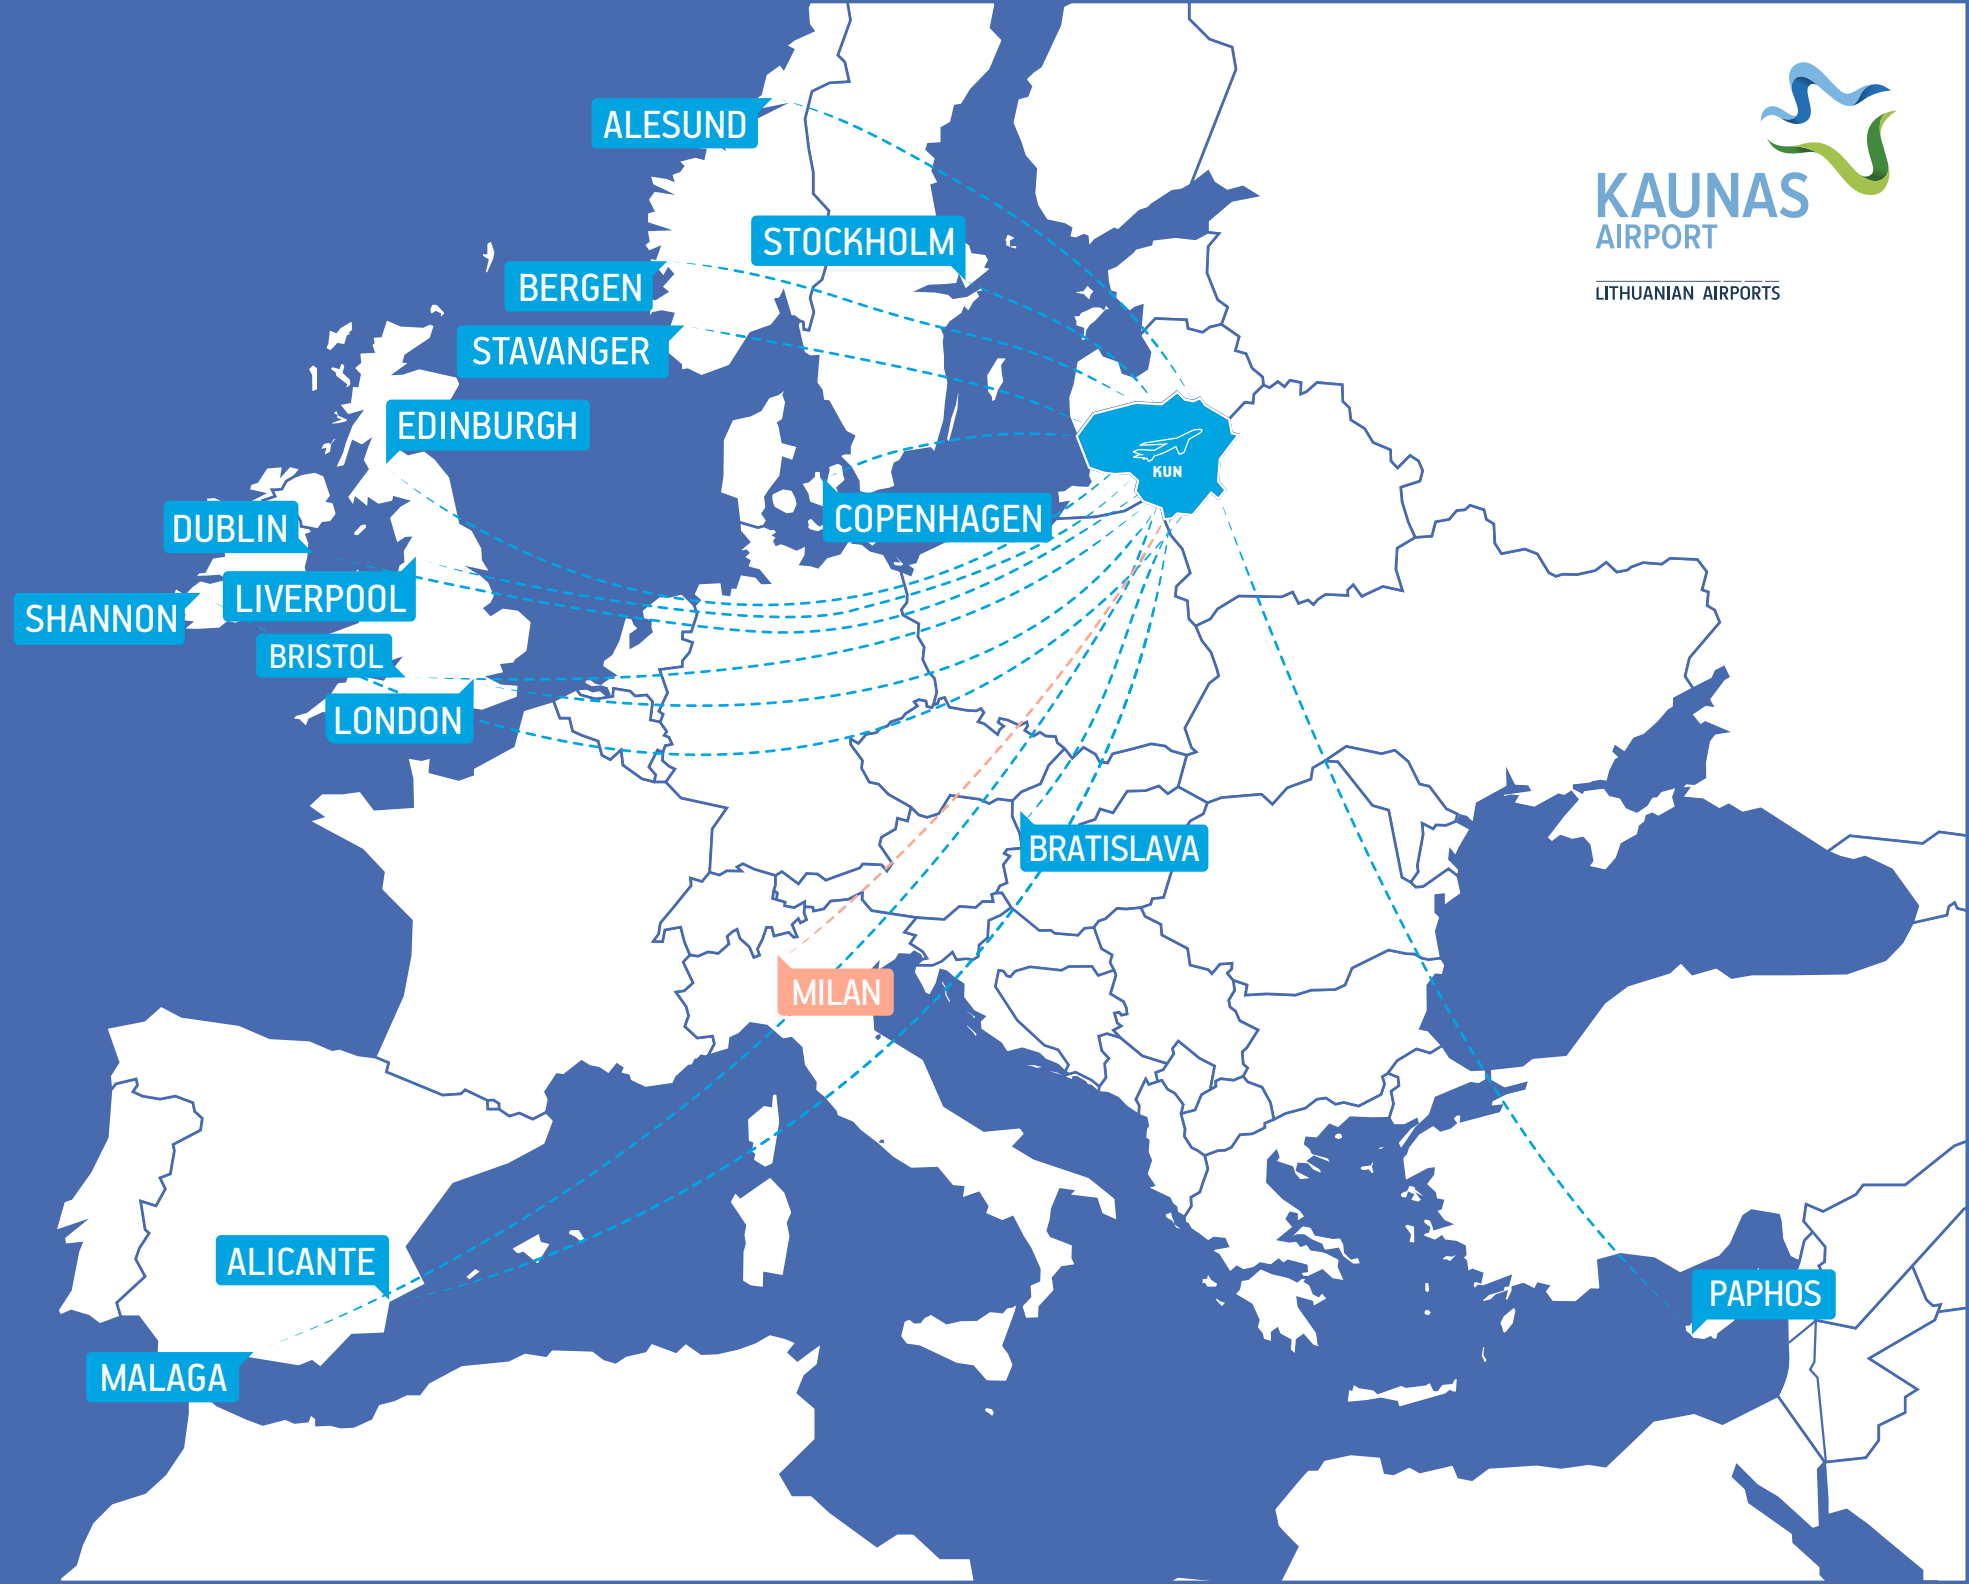 ALESUND
KAUNAS
AIRPORT
LITHUANIAN AIRPORTS
STOCKHOLM
BERGEN
STAVANGER
EDINBURGH
KUN
COPENHAGEN
DUBLIN
LIVERPOOL
SHANNON
BRISTOL
LONDON
BRATISLAVA
MILAN
ALICANTE
PAPHOS
MALAGA